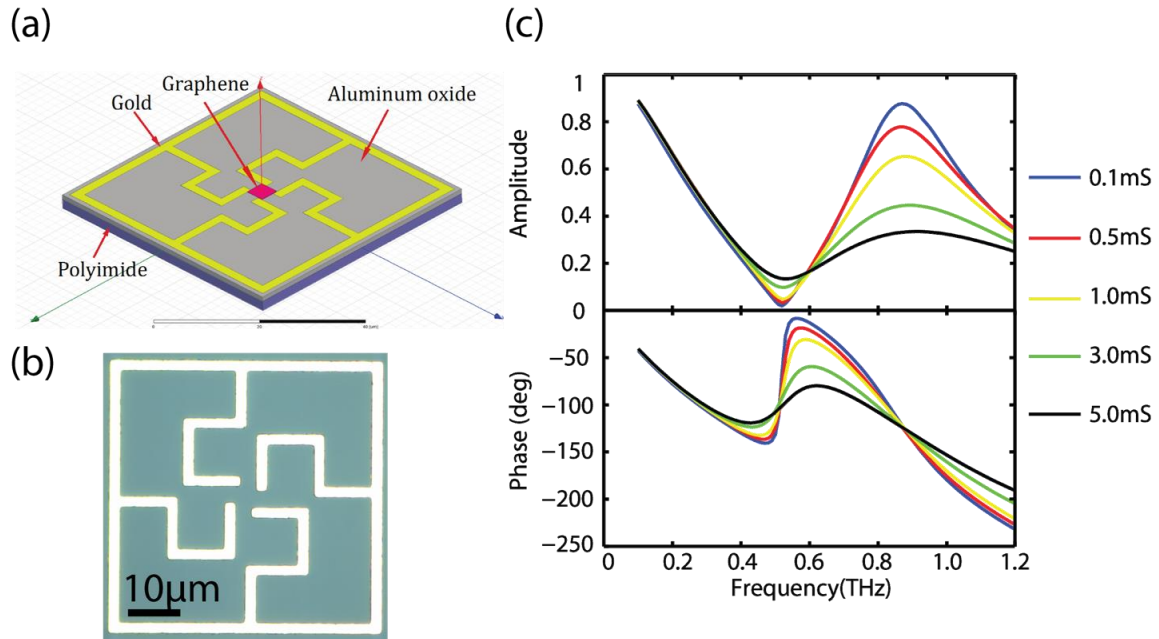 (a)
Graphene
Gold
Aluminum oxide
Polyimide
(b)
10µm
(c)
Amplitude
1
0.8
0.6
0.4
0.2
0
Phase (deg)
−50
−100
−150
−200
−250
0 0.2 0.4 0.6 0.8 1.0 1.2
Frequency(THz)
0.1mS
0.5mS
1.0mS
3.0mS
5.0mS